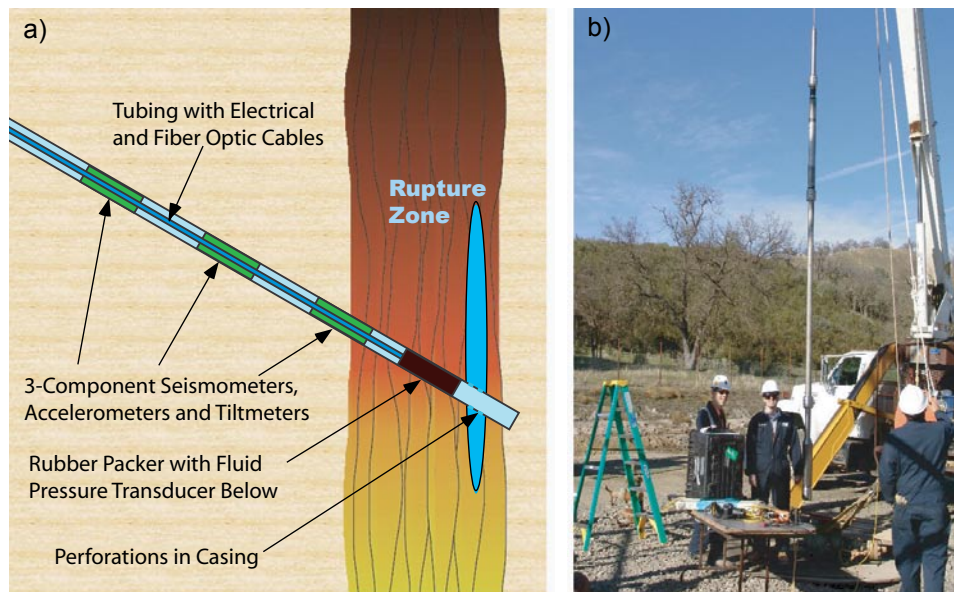 a)
Tubing with Electrical
and Fiber Optic Cables
Rupture
Zone
3-Component Seismometers,
Accelerometers and Tiltmeters
Rubber Packer with Fluid
Pressure Transducer Below
Perforations in Casing
b)